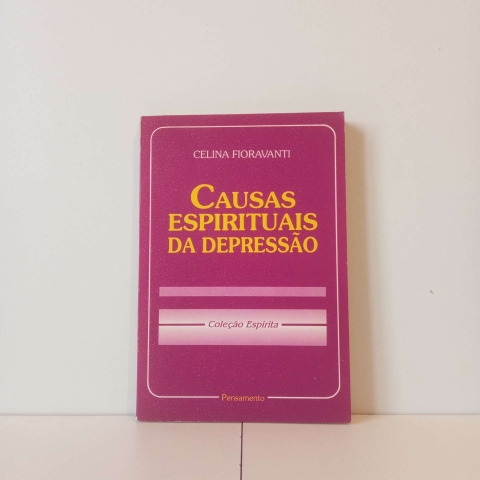 CELINA FIORAVANTI
CAUSAS
ESPIRITUAIS
DA DEPRESSÃO
Coleção Espírita
Pensamento